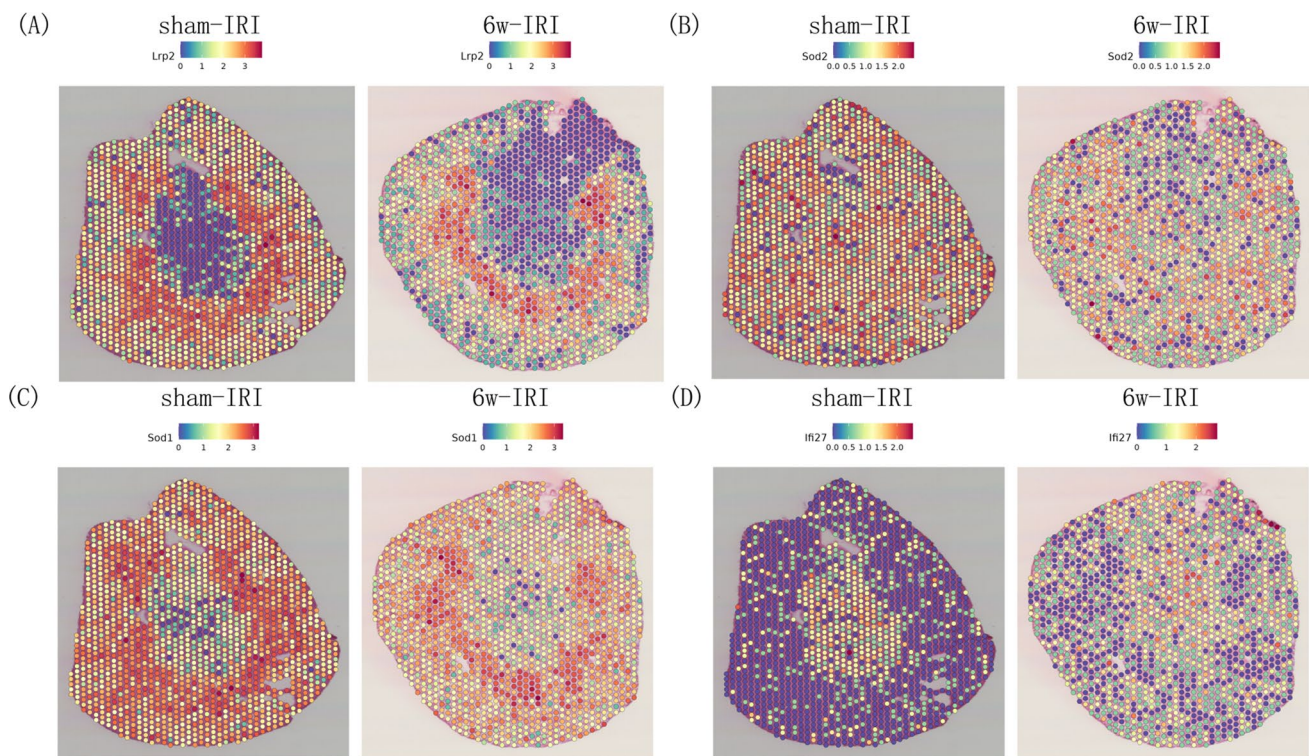 (A) sham-IRI 6w-IRI (B) sham-IRI 6w-IRI
Lrp2 0 1 2 3
Lrp2 0 1 2 3
Sod2 0.0 0.5 1.0 1.5 2.0
Sod2 0.0 0.5 1.0 1.5 2.0
(C) sham-IRI 6w-IRI (D) sham-IRI 6w-IRI
Sod1 0 1 2 3
Sod1 0 1 2 3
Ifi27 0.0 0.5 1.0 1.5 2.0
Ifi27 0 1 2